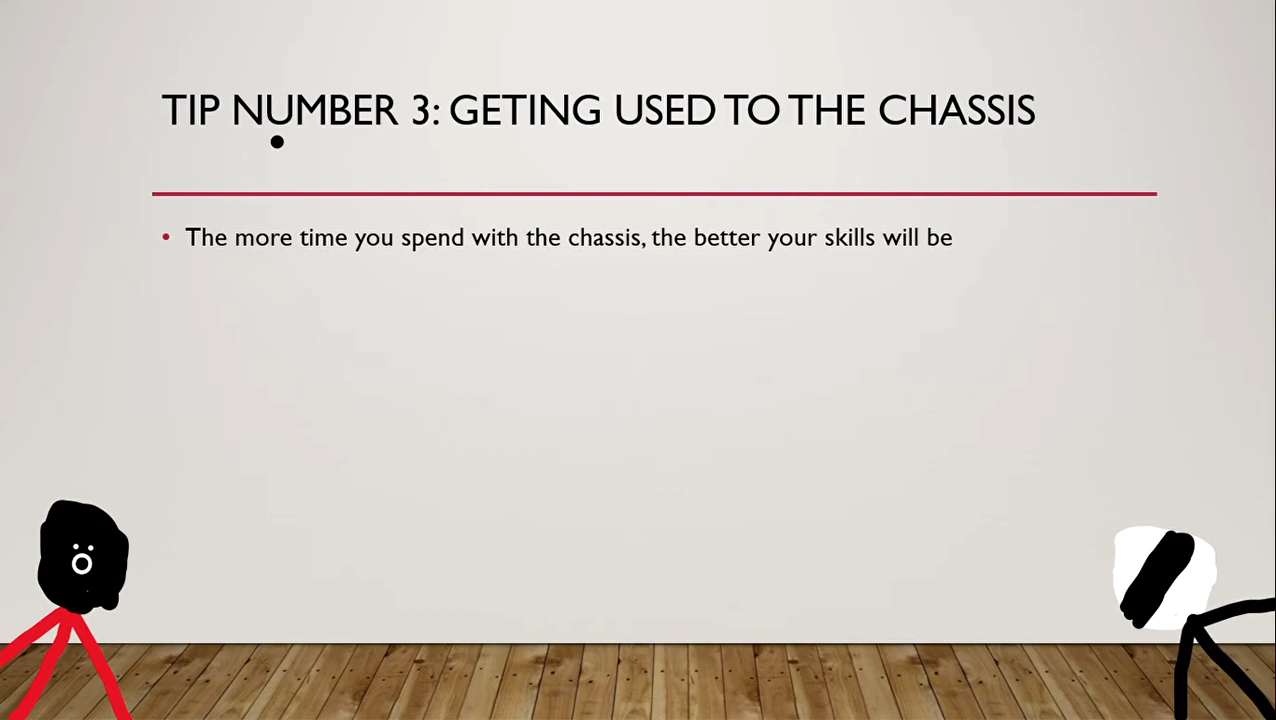 TIP NUMBER 3: GETING USED TO THE CHASSIS
• The more time you spend with the chassis, the better your skills will be